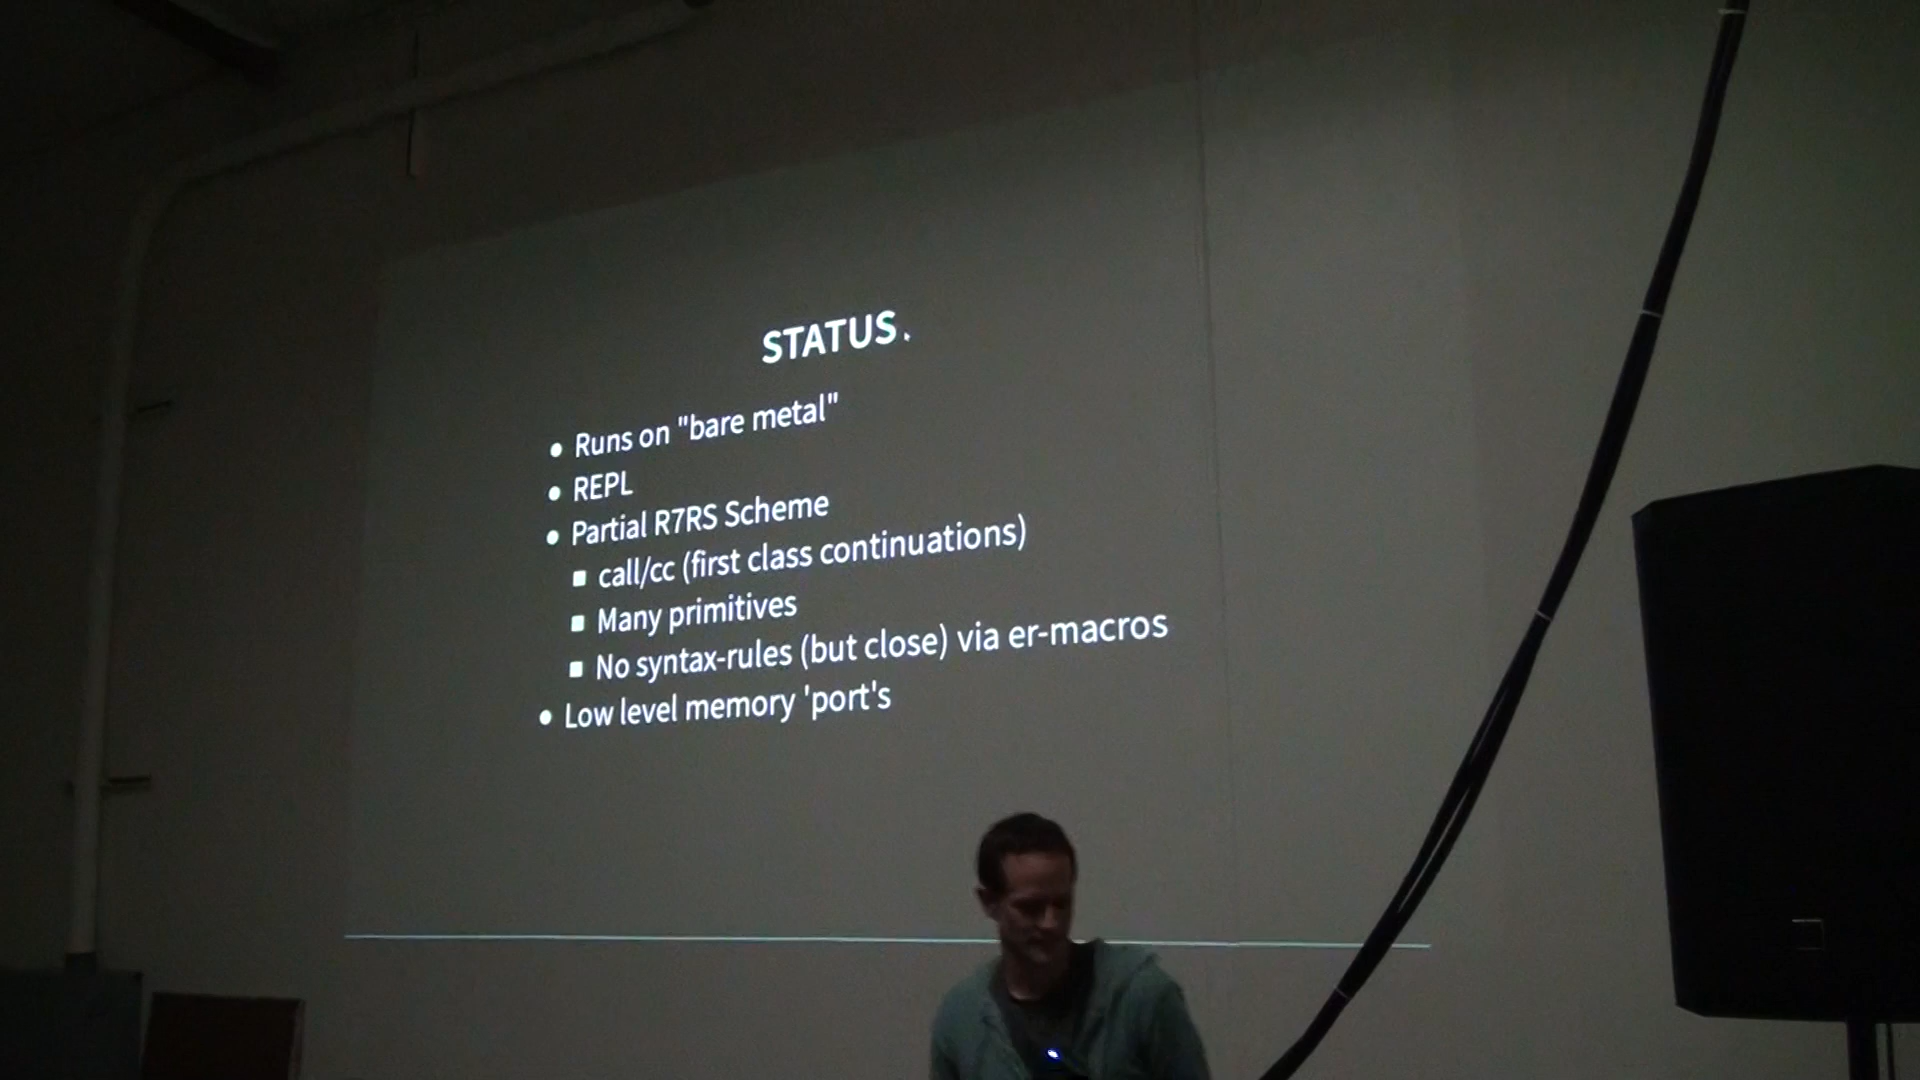 STATUS.
Runs on "bare metal"
REPL
Partial R7RS Scheme
call/cc (first class continuations)
Many primitives
No syntax-rules (but close) via er-macros
Low level memory 'port's